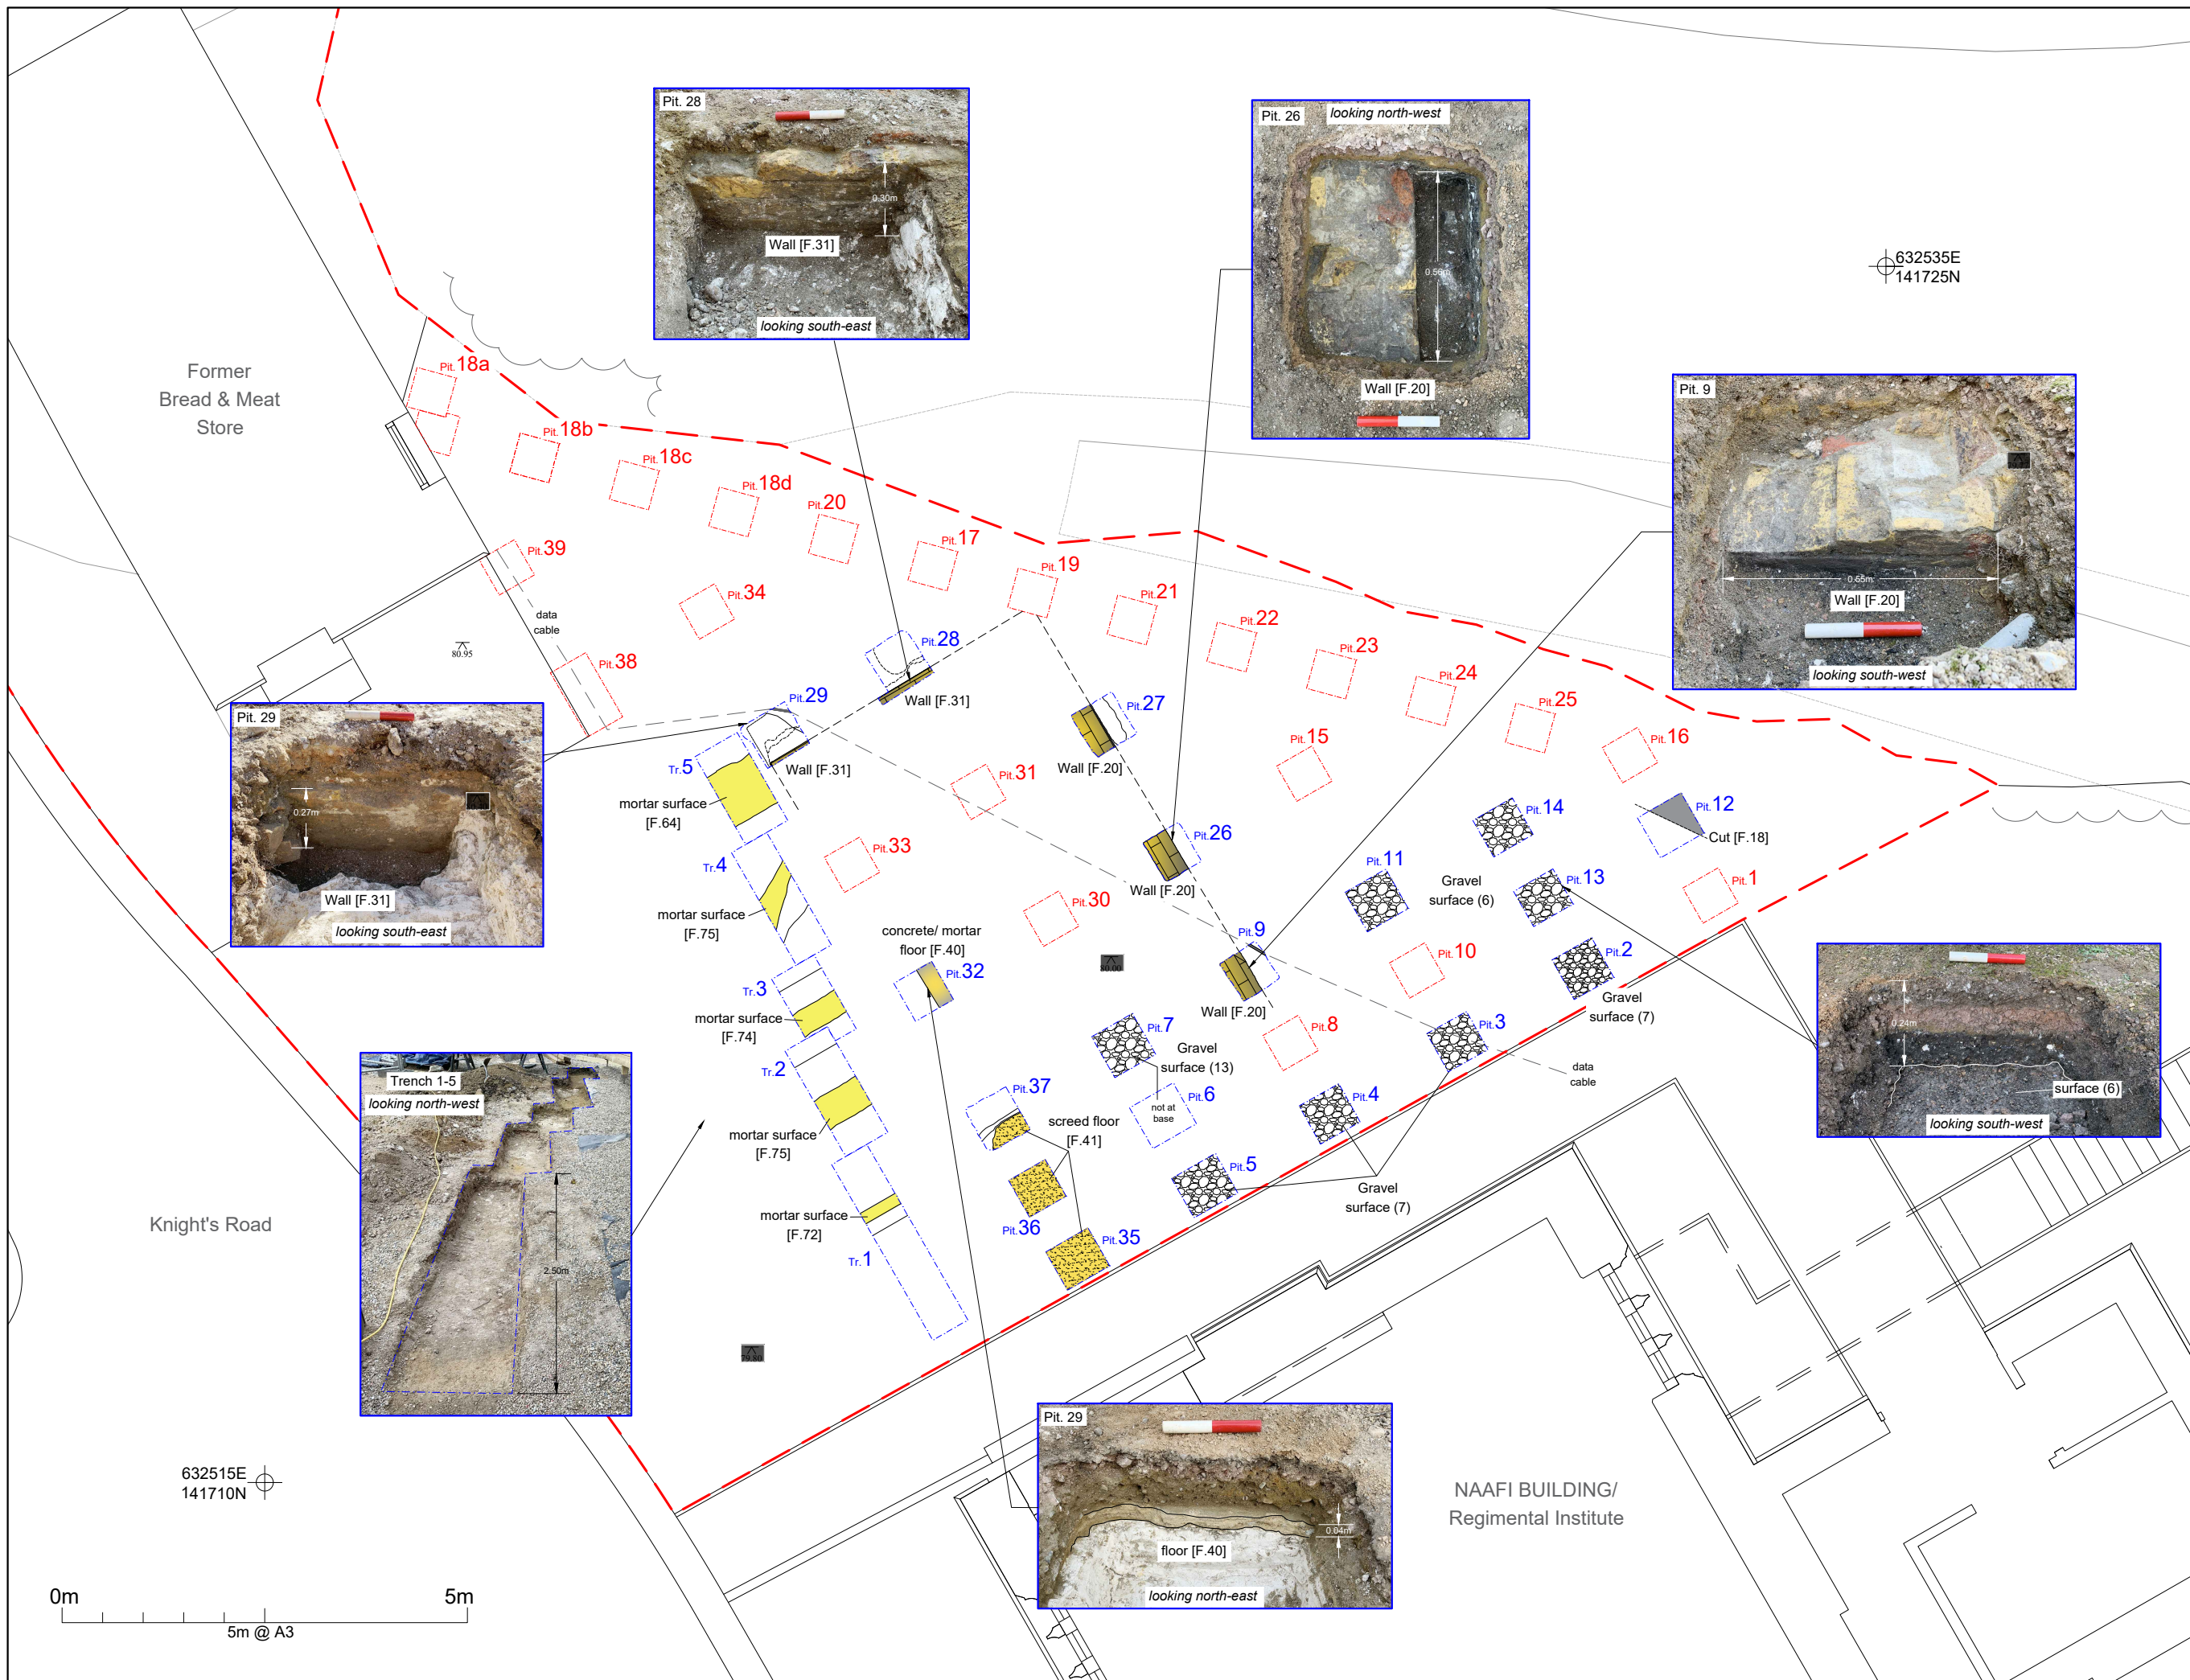 Pit. 28
0.30m
Wall [F.31]
looking south-east
Pit. 26
looking north-west
0.56m
Wall [F.20]
632535E
141725N
Pit. 9
0.65m
Wall [F.20]
looking south-west
Former
Bread & Meat
Store
Pit.18a
Pit.18b
Pit.18c
Pit.18d
Pit.20
Pit.17
Pit.19
Pit.21
Pit.22
Pit.23
Pit.24
Pit.25
Pit.16
Pit.39
Pit.34
data
cable
80.95
Pit.38
Pit.28
Wall [F.31]
Pit.29
Wall [F.31]
Pit.27
Wall [F.20]
Pit.15
Pit.31
Pit. 29
0.27m
Wall [F.31]
looking south-east
Tr.5
mortar surface
[F.64]
Tr.4
mortar surface
[F.75]
Pit.33
Pit.26
Wall [F.20]
Pit.14
Pit.12
Cut [F.18]
Pit.11
Gravel
surface (6)
Pit.13
Pit.1
Pit.30
concrete/ mortar
floor [F.40]
Pit.32
80.00
Pit.9
Wall [F.20]
Pit.10
Pit.2
Gravel
surface (7)
Tr.3
mortar surface
[F.74]
Tr.2
mortar surface
[F.75]
Pit.7
Gravel
surface (13)
Pit.8
Pit.3
data
cable
0.24m
surface (6)
looking south-west
Trench 1-5
looking north-west
2.50m
Pit.37
screed floor
[F.41]
Pit.6
not at
base
Pit.4
Pit.5
Gravel
surface (7)
Pit.36
Pit.35
mortar surface
[F.72]
Tr.1
Knight's Road
79.80
Pit. 29
0.04m
floor [F.40]
looking north-east
NAAFI BUILDING/
Regimental Institute
632515E
141710N
0m
5m
5m @ A3